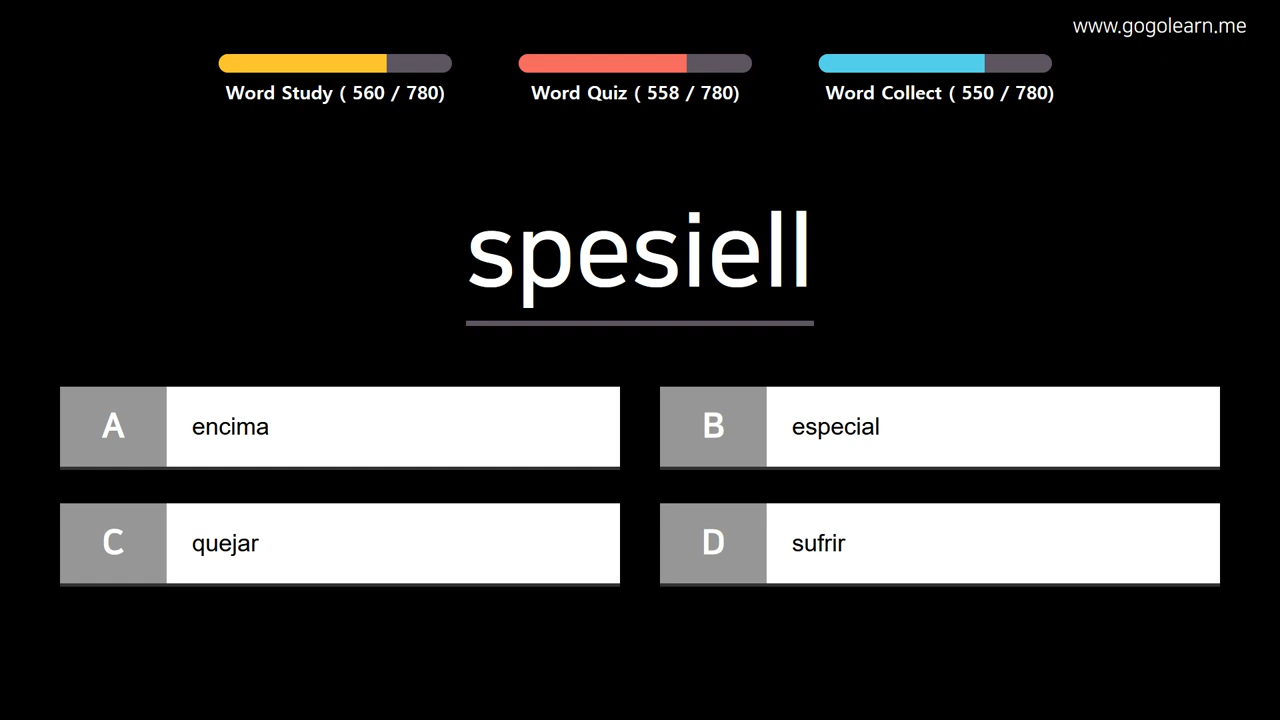 www.gogolearn.me
Word Study ( 560 / 780)
Word Quiz ( 558 / 780)
Word Collect ( 550 / 780)
spesiell
A encima
B especial
C quejar
D sufrir